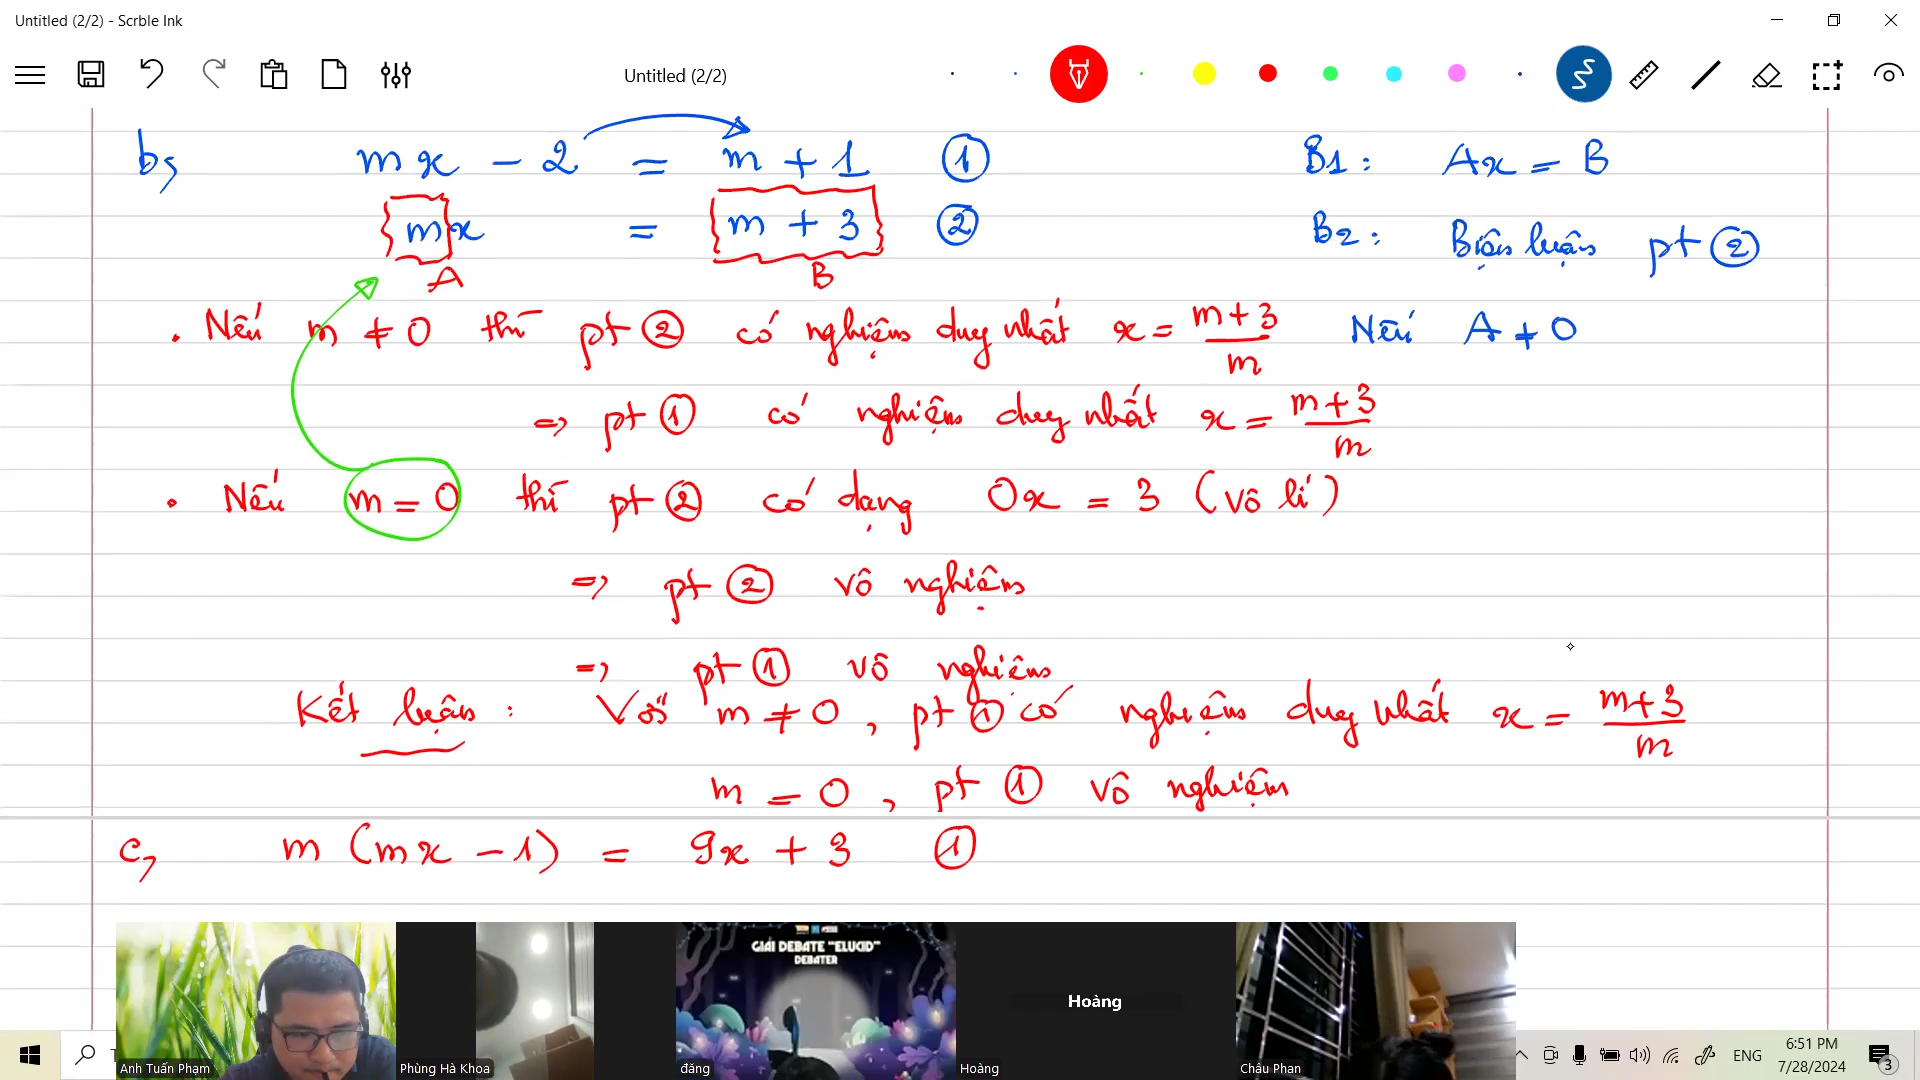 Untitled (2/2) - Scrble Ink
Untitled (2/2)
b, mx - 2 = m + 1 ① B1: Ax = B
mx = m + 3 ② B2: Biện luận pt ②
A B
. Nếu m ≠ 0 thì pt ② có nghiệm duy nhất x = (m+3)/m Nếu A ≠ 0
=> pt ① có nghiệm duy nhất x = (m+3)/m
. Nếu m = 0 thì pt ② có dạng 0x = 3 (Vô lí)
=> pt ② vô nghiệm
=> pt ① vô nghiệm
Kết luận: Với m ≠ 0, pt ① có nghiệm duy nhất x = (m+3)/m
m = 0, pt ① vô nghiệm
c, m (mx - 1) = 9x + 3 ①
GIẢI DEBATE "ELUCID"
DEBATER
Hoàng
Anh Tuấn Phạm Phùng Hà Khoa đăng Hoàng Châu Phan
ENG 6:51 PM
7/28/2024 3